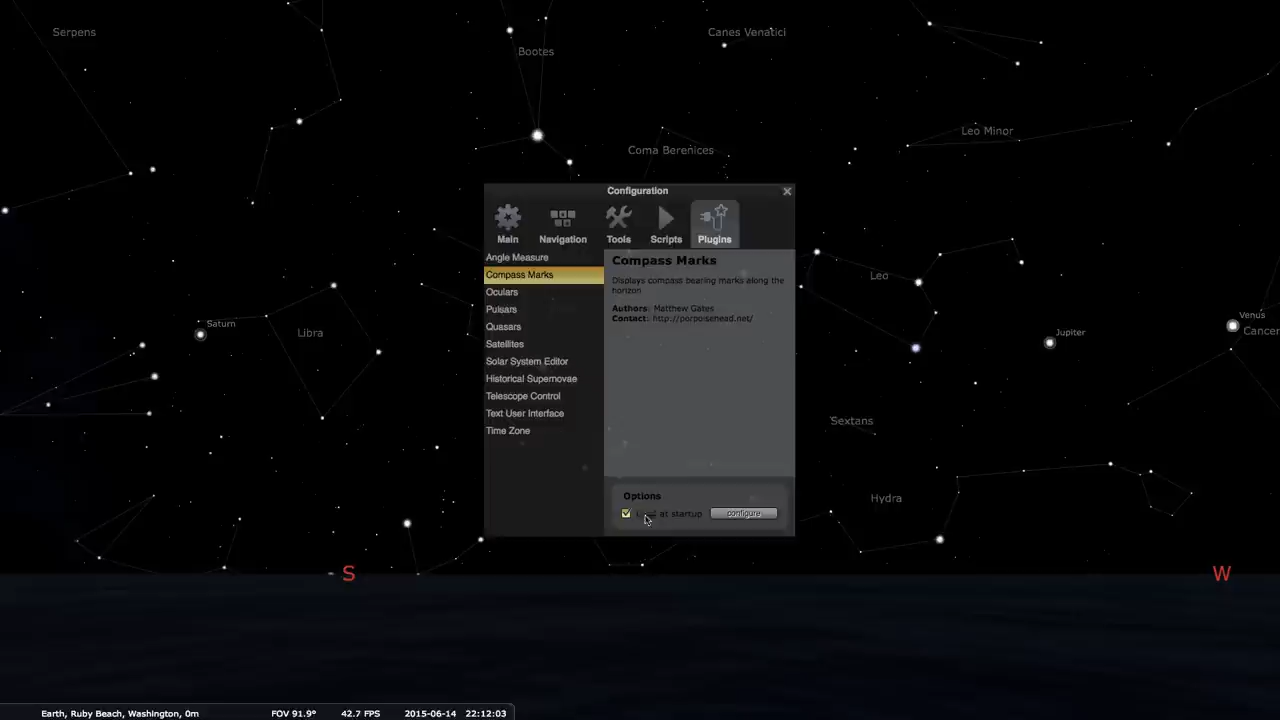 Serpens
Canes Venatici
Bootes
Leo Minor
Coma Berenices
Configuration
Main Navigation Tools Scripts Plugins
Angle Measure
Compass Marks
Oculars
Pulsars
Quasars
Satellites
Solar System Editor
Historical Supernovae
Telescope Control
Text User Interface
Time Zone
Compass Marks
Displays compass bearing marks along the
horizon
Authors: Matthew Gates
Contact: http://porpoisehead.net/
Options
at startup configure
Leo
Saturn
Libra
Jupiter
Venus
Cancer
Sextans
Hydra
S
W
Earth, Ruby Beach, Washington, 0m FOV 91.9° 42.7 FPS 2015-06-14 22:12:03